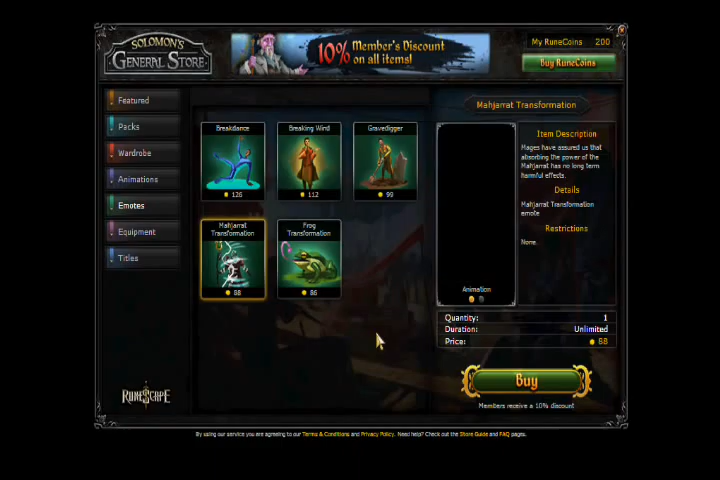 SOLOMON'S
GENERAL STORE
10% Member's Discount
on all items!
My RuneCoins 200
Buy RuneCoins
Featured
Packs
Wardrobe
Animations
Emotes
Equipment
Titles
Breakdance
126
Breaking Wind
112
Gravedigger
99
Mahjarrat
Transformation
88
Frog
Transformation
86
Mahjarrat Transformation
Item Description
Mages have assured us that
absorbing the power of the
Mahjarrat has no long term
harmful effects.
Details
Mahjarrat Transformation
emote
Restrictions
None.
Animation
Quantity: 1
Duration: Unlimited
Price: 88
Buy
Members receive a 10% discount
RUNESCAPE
By using our service you are agreeing to our Terms & Conditions and Privacy Policy. Need help? Check out the Store Guide and FAQ pages.